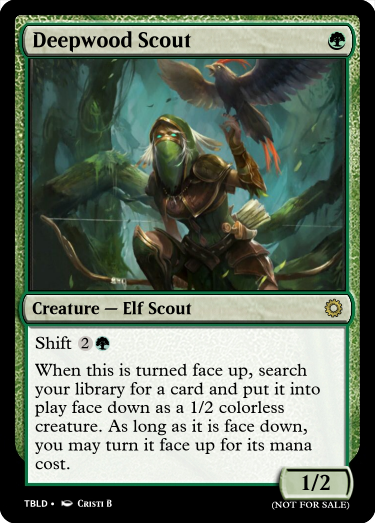 Deepwood Scout
Creature — Elf Scout
Shift 2
When this is turned face up, search
your library for a card and put it into
play face down as a 1/2 colorless
creature. As long as it is face down,
you may turn it face up for its mana
cost.
1/2
TBLD • Cristi B
(NOT FOR SALE)